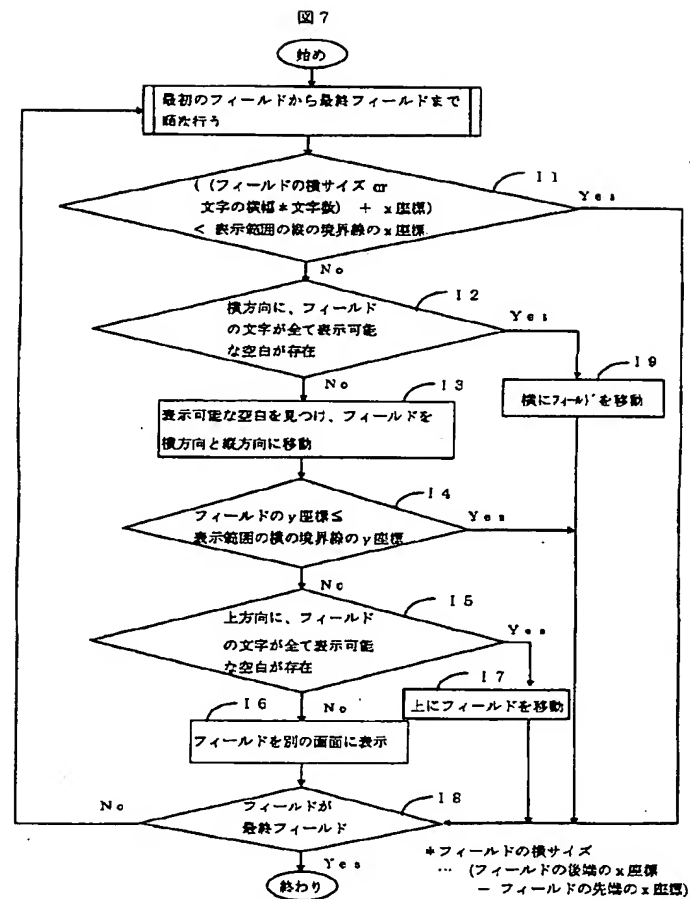 図7
始め
最初のフィールドから最終フィールドまで
順次行う
I1
( (フィールドの横サイズ or
文字の横幅*文字数) + x座標)
< 表示範囲の縦の境界線のx座標
Yes
No
I2
横方向に、フィールド
の文字が全て表示可能
な空白が存在
Yes
No
I9
横にフィールドを移動
I3
表示可能な空白を見つけ、フィールドを
横方向と縦方向に移動
I4
フィールドのy座標≦
表示範囲の横の境界線のy座標
Yes
No
I5
上方向に、フィールド
の文字が全て表示可能
な空白が存在
Yes
No
I7
上にフィールドを移動
I6
フィールドを別の画面に表示
I8
フィールドが
最終フィールド
No
Yes
終わり
*フィールドの横サイズ
… (フィールドの後端のx座標
− フィールドの先端のx座標)